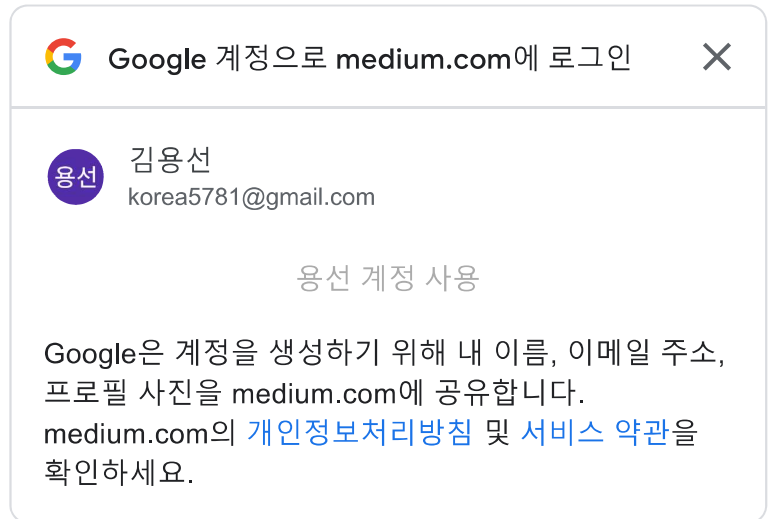 Google 계정으로 medium.com에 로그인
용선
김용선
korea5781@gmail.com
용선 계정 사용
Google은 계정을 생성하기 위해 내 이름, 이메일 주소,
프로필 사진을 medium.com에 공유합니다.
medium.com의 개인정보처리방침 및 서비스 약관을
확인하세요.